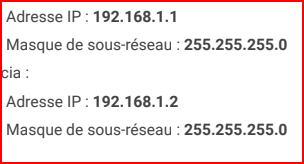 Adresse IP : 192.168.1.1
Masque de sous-réseau : 255.255.255.0
cia :
Adresse IP : 192.168.1.2
Masque de sous-réseau : 255.255.255.0